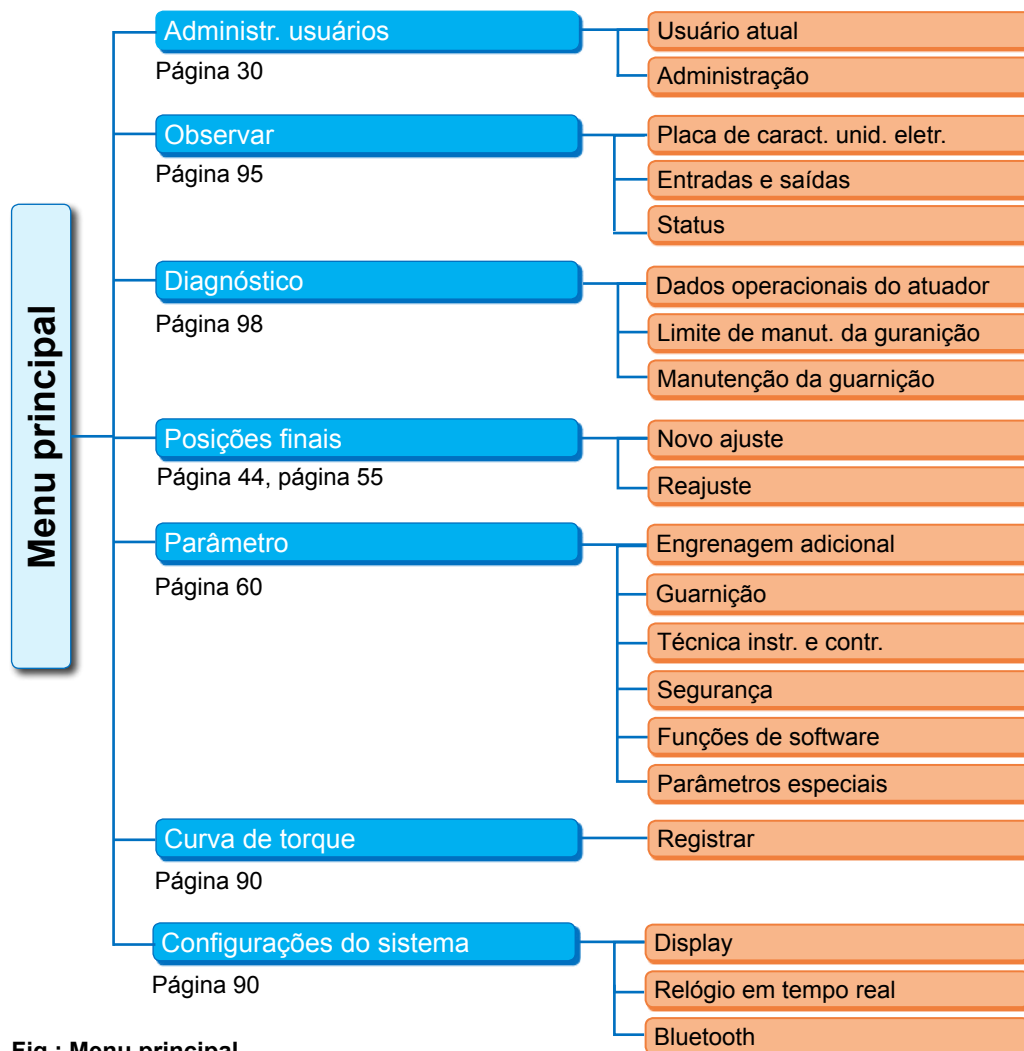 Menu principal
Administr. usuários
Página 30
Usuário atual
Administração
Observar
Página 95
Placa de caract. unid. eletr.
Entradas e saídas
Status
Diagnóstico
Página 98
Dados operacionais do atuador
Limite de manut. da guranição
Manutenção da guarnição
Posições finais
Página 44, página 55
Novo ajuste
Reajuste
Parâmetro
Página 60
Engrenagem adicional
Guarnição
Técnica instr. e contr.
Segurança
Funções de software
Parâmetros especiais
Curva de torque
Página 90
Registrar
Configurações do sistema
Página 90
Display
Relógio em tempo real
Bluetooth
Fig.: Menu principal